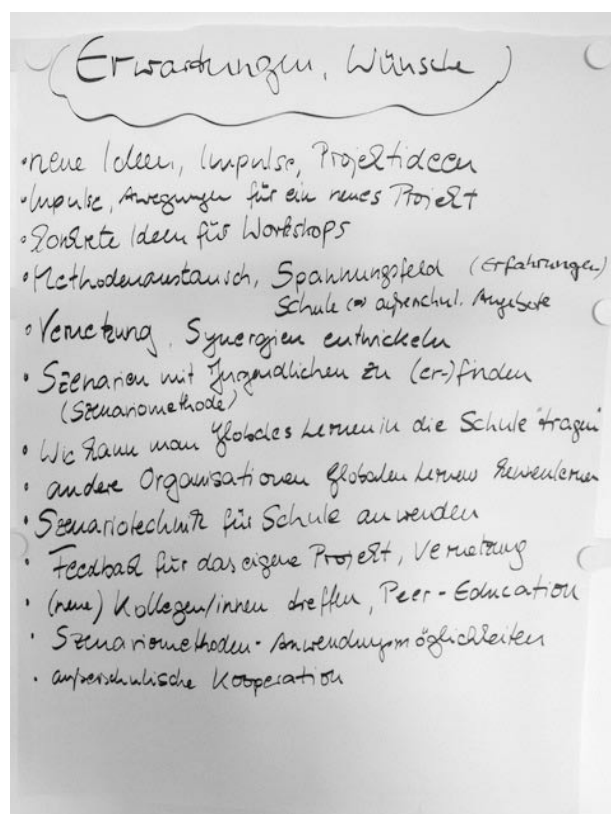 Erwartungen, Wünsche
• neue Ideen, Impulse, Projektideen
• Impulse, Anregungen für ein neues Projekt
• konkrete Ideen für Workshops
• Methodenaustausch, Spannungsfeld (Erfahrungen)
Schule ↔ außerschul. Angebote
• Vernetzung, Synergien entwickeln
• Szenarien mit Jugendlichen zu (er-)finden
(Szenariomethode)
• Wie kann man Globales Lernen in die Schule "tragen"
• andere Organisationen Globalen Lernens kennenlernen
• Szenariotechnik für Schule anwenden
• Feedback für das eigene Projekt, Vernetzung
• (neue) Kollegen/innen treffen, Peer-Education
• Szenariomethoden-Anwendungsmöglichkeiten
• außerschulische Kooperation